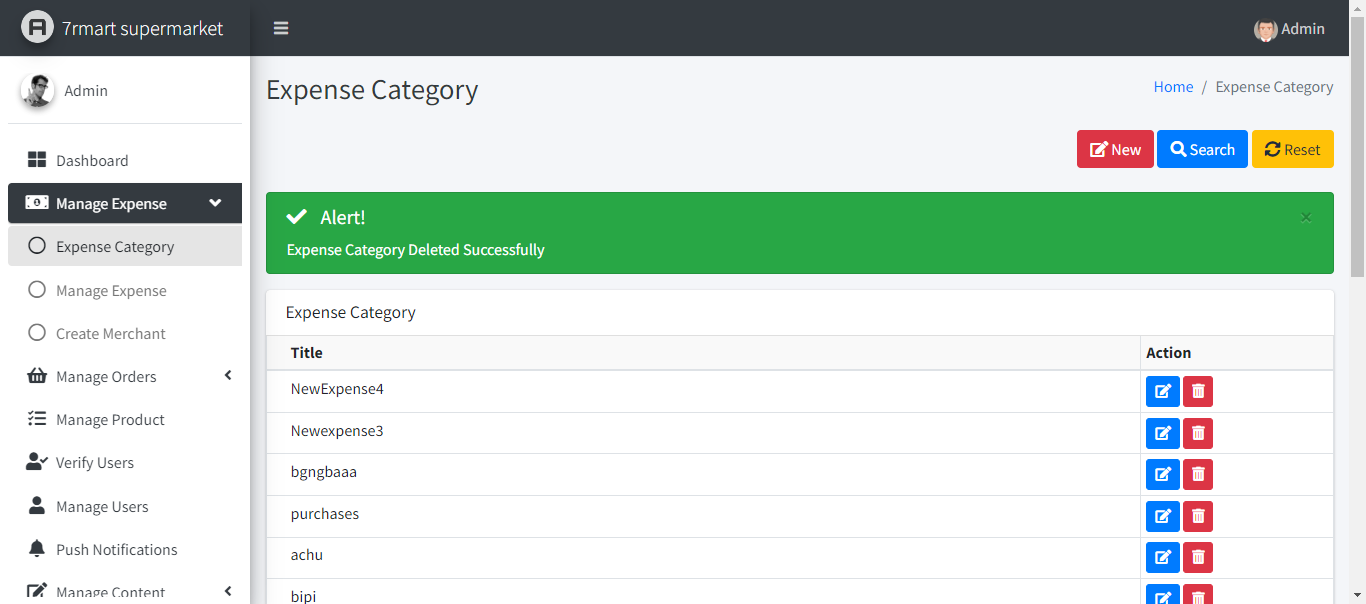 7rmart supermarket
Admin
Admin
Dashboard
Manage Expense
Expense Category
Manage Expense
Create Merchant
Manage Orders
Manage Product
Verify Users
Manage Users
Push Notifications
Manage Content
Expense Category
Home / Expense Category
New Search Reset
Alert!
×
Expense Category Deleted Successfully
Expense Category
Title Action
NewExpense4
Newexpense3
bgngbaaa
purchases
achu
bipi